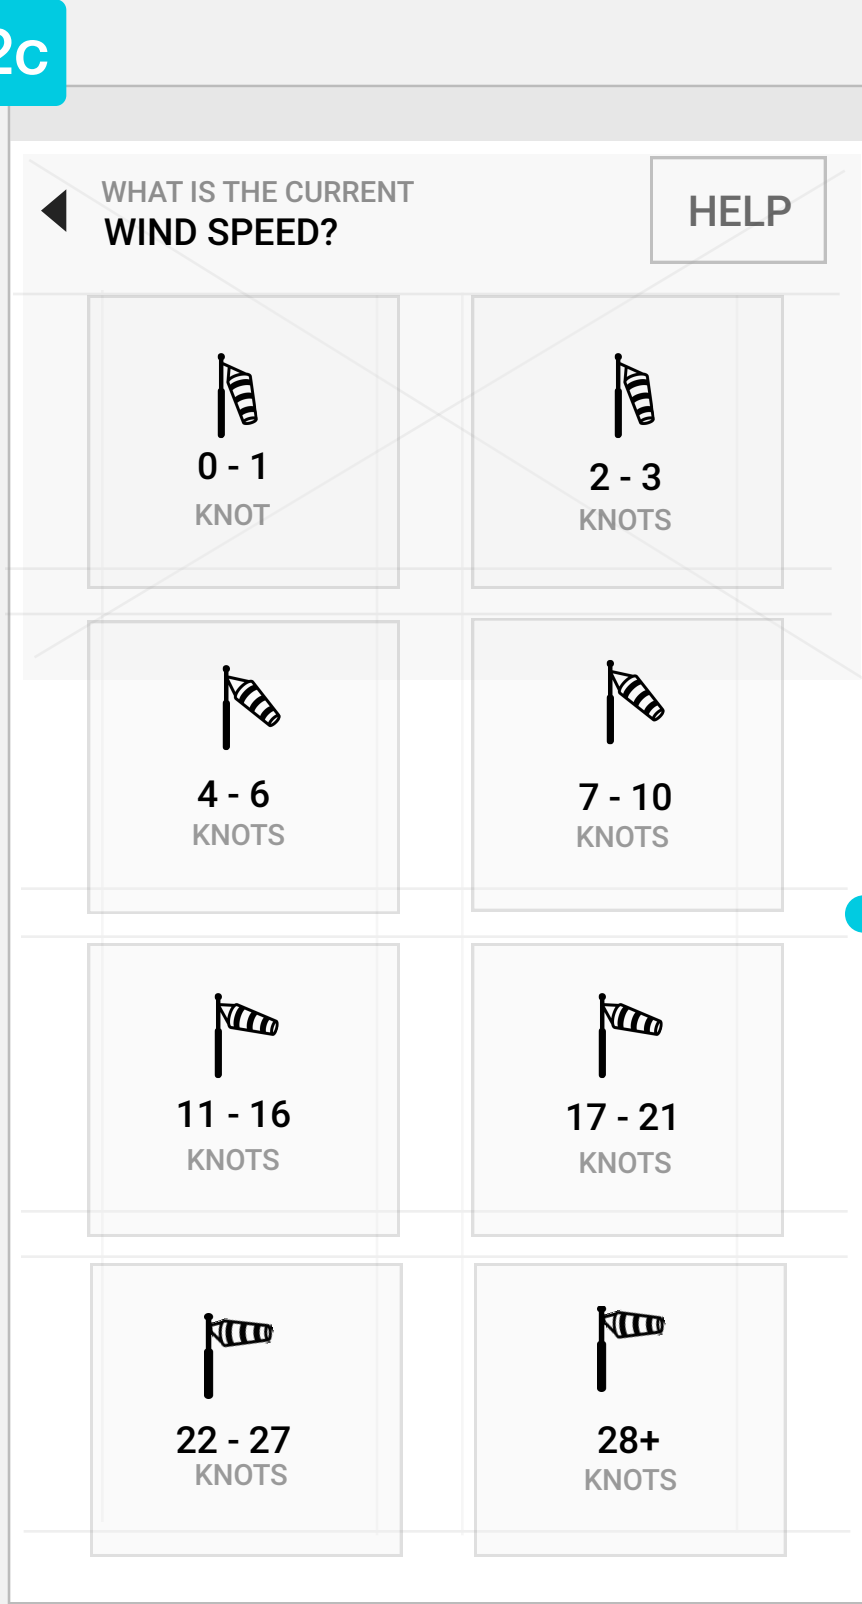 2c
WHAT IS THE CURRENT
WIND SPEED?
HELP
0 - 1
KNOT
2 - 3
KNOTS
4 - 6
KNOTS
7 - 10
KNOTS
11 - 16
KNOTS
17 - 21
KNOTS
22 - 27
KNOTS
28+
KNOTS